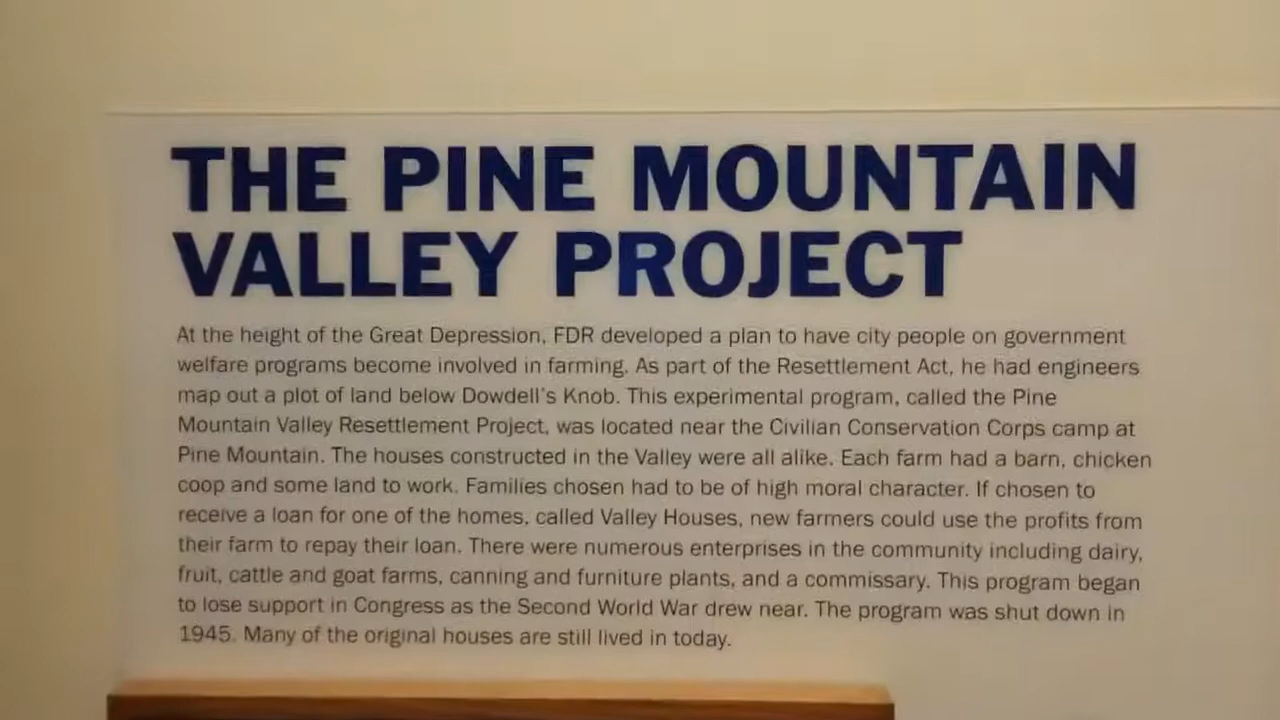 THE PINE MOUNTAIN
VALLEY PROJECT
At the height of the Great Depression, FDR developed a plan to have city people on government
welfare programs become involved in farming. As part of the Resettlement Act, he had engineers
map out a plot of land below Dowdell's Knob. This experimental program, called the Pine
Mountain Valley Resettlement Project, was located near the Civilian Conservation Corps camp at
Pine Mountain. The houses constructed in the Valley were all alike. Each farm had a barn, chicken
coop and some land to work. Families chosen had to be of high moral character. If chosen to
receive a loan for one of the homes, called Valley Houses, new farmers could use the profits from
their farm to repay their loan. There were numerous enterprises in the community including dairy,
fruit, cattle and goat farms, canning and furniture plants, and a commissary. This program began
to lose support in Congress as the Second World War drew near. The program was shut down in
1945. Many of the original houses are still lived in today.